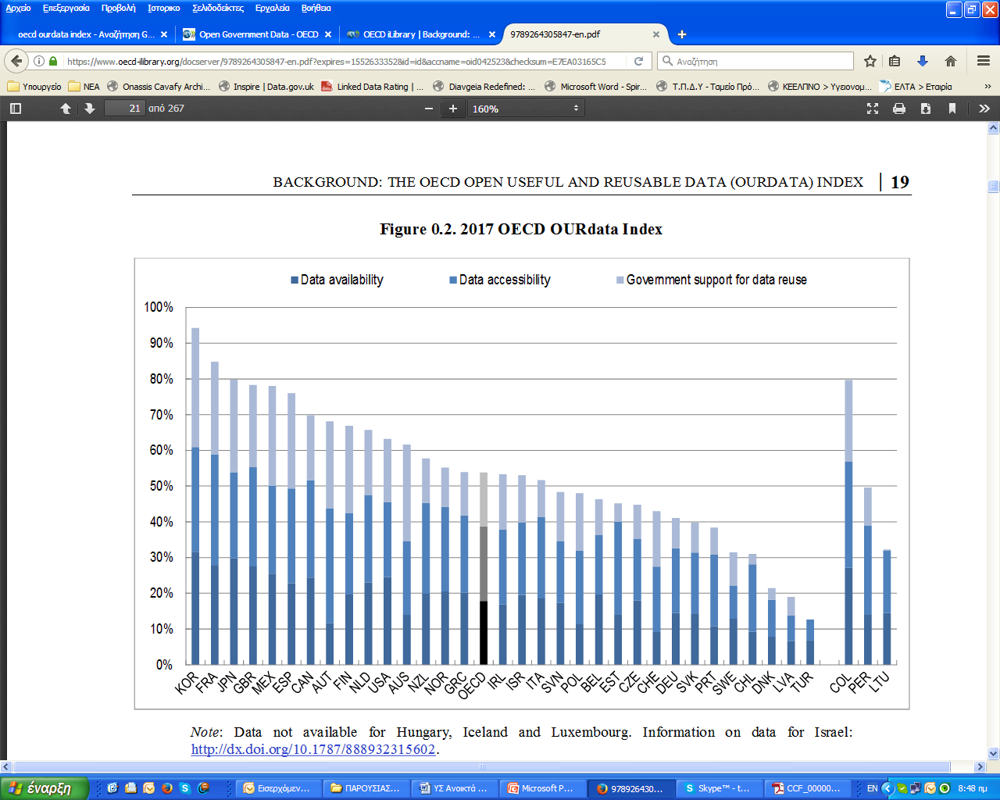 Αρχείο Επεξεργασία Προβολή Ιστορικο Σελιδοδείκτες Εργαλεία Βοήθεια
oecd ourdata index - Αναζήτηση G... Open Government Data - OECD OECD iLibrary | Background: ... 9789264305847-en.pdf
https://www.oecd-ilibrary.org/docserver/9789264305847-en.pdf?expires=1552633352&id=id&accname=oid042523&checksum=E7EA03165C5 Αναζήτηση
Υπουργείο ΝΕΑ Onassis Cavafy Archi... Inspire | Data.gov.uk Linked Data Rating | ... Diavgeia Redefined: ... Microsoft Word - Spir... Τ.Π.Δ.Υ - Ταμείο Πρό... ΚΕΕΛΠΝΟ > Υγειονομ... ΕΛΤΑ > Εταιρία
21 από 267 160%
BACKGROUND: THE OECD OPEN USEFUL AND REUSABLE DATA (OURDATA) INDEX | 19
Figure 0.2. 2017 OECD OURdata Index
Data availability Data accessibility Government support for data reuse
100%
90%
80%
70%
60%
50%
40%
30%
20%
10%
0%
KOR FRA JPN GBR MEX ESP CAN AUT FIN NLD USA AUS NZL NOR GRC OECD IRL ISR ITA SVN POL BEL EST CZE CHE DEU SVK PRT SWE CHL DNK LVA TUR COL PER LTU
Note: Data not available for Hungary, Iceland and Luxembourg. Information on data for Israel:
http://dx.doi.org/10.1787/888932315602.
έναρξη Εισερχόμεν... ΠΑΡΟΥΣΙΑΣ... ΥΣ Ανοικτά ... Microsoft P... 978926430... Skype™ - t... CCF_00000... EN 8:48 πμ